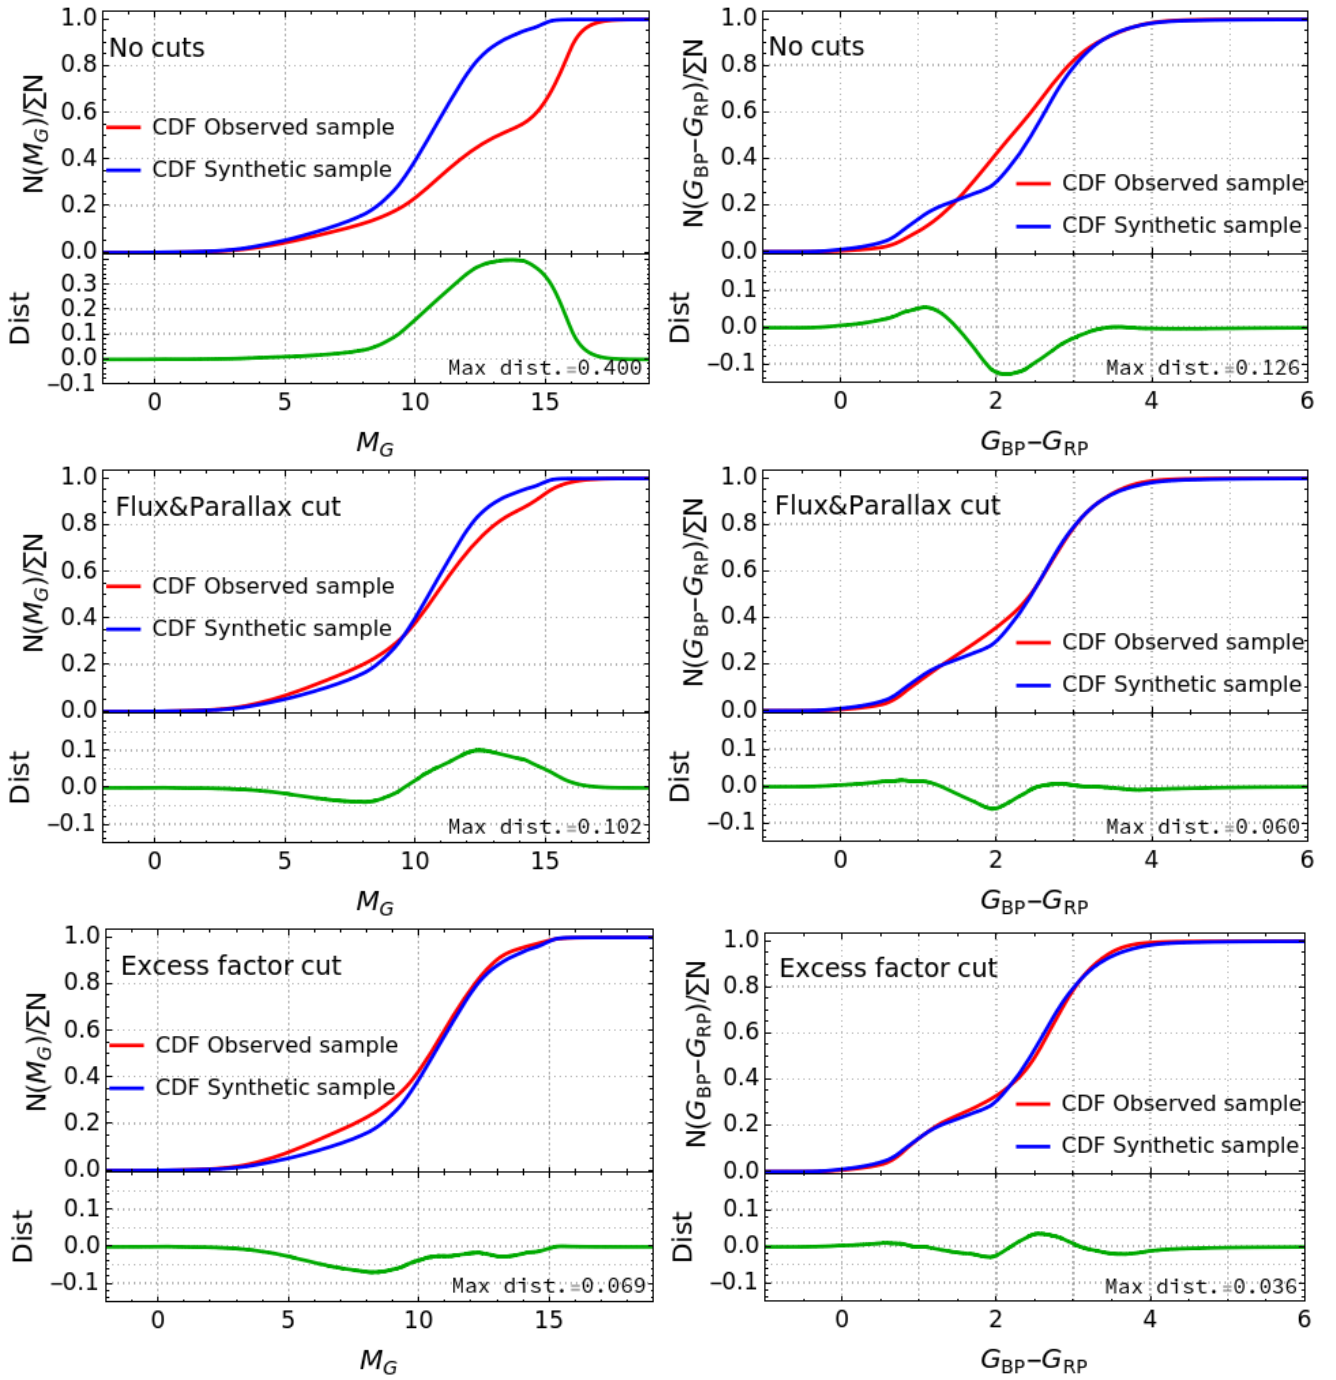 No cuts
N(M_G)/ΣN
1.0
0.8
0.6
0.4
0.2
0.0
CDF Observed sample
CDF Synthetic sample
Dist
0.3
0.2
0.1
0.0
−0.1
Max dist.=0.400
0 5 10 15
M_G
No cuts
N(G_BP–G_RP)/ΣN
1.0
0.8
0.6
0.4
0.2
0.0
CDF Observed sample
CDF Synthetic sample
Dist
0.1
0.0
−0.1
Max dist.=0.126
0 2 4 6
G_BP–G_RP
Flux&Parallax cut
N(M_G)/ΣN
1.0
0.8
0.6
0.4
0.2
0.0
CDF Observed sample
CDF Synthetic sample
Dist
0.1
0.0
−0.1
Max dist.=0.102
0 5 10 15
M_G
Flux&Parallax cut
N(G_BP–G_RP)/ΣN
1.0
0.8
0.6
0.4
0.2
0.0
CDF Observed sample
CDF Synthetic sample
Dist
0.1
0.0
−0.1
Max dist.=0.060
0 2 4 6
G_BP–G_RP
Excess factor cut
N(M_G)/ΣN
1.0
0.8
0.6
0.4
0.2
0.0
CDF Observed sample
CDF Synthetic sample
Dist
0.1
0.0
−0.1
Max dist.=0.069
0 5 10 15
M_G
Excess factor cut
N(G_BP–G_RP)/ΣN
1.0
0.8
0.6
0.4
0.2
0.0
CDF Observed sample
CDF Synthetic sample
Dist
0.1
0.0
−0.1
Max dist.=0.036
0 2 4 6
G_BP–G_RP